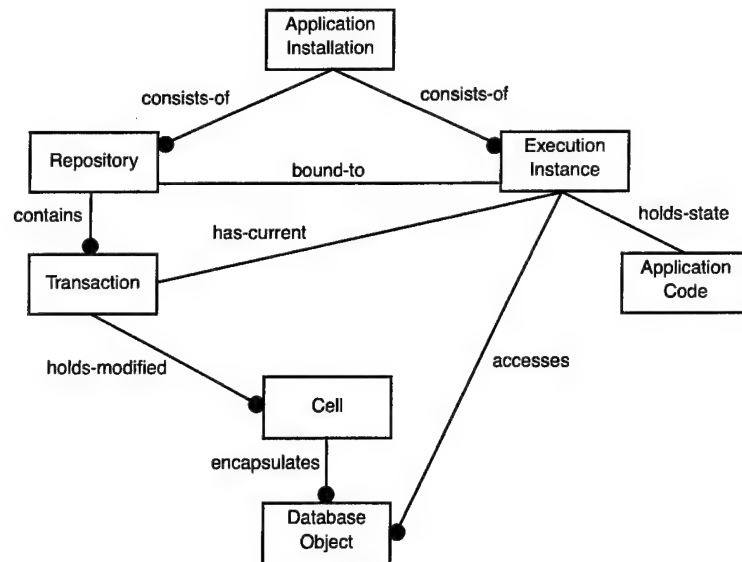 Application
Installation
consists-of
consists-of
Repository
Execution
Instance
bound-to
contains
has-current
holds-state
Transaction
Application
Code
holds-modified
accesses
Cell
encapsulates
Database
Object